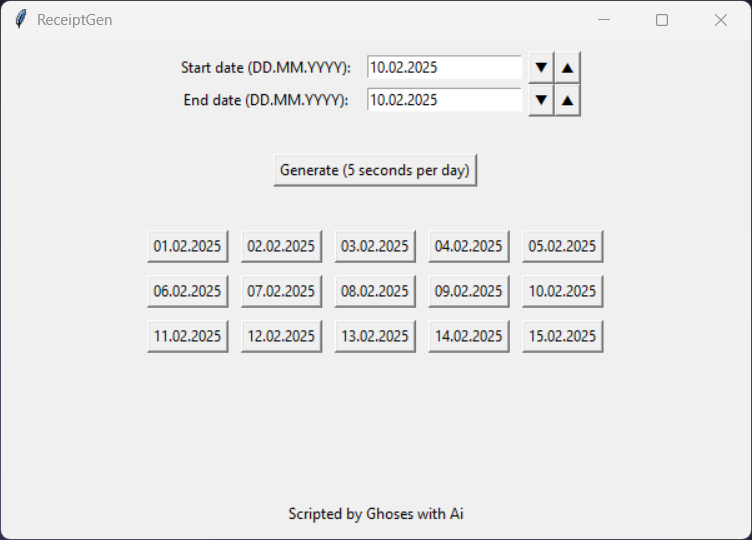 ReceiptGen
Start date (DD.MM.YYYY): 10.02.2025 ▼ ▲
End date (DD.MM.YYYY): 10.02.2025 ▼ ▲
Generate (5 seconds per day)
01.02.2025 02.02.2025 03.02.2025 04.02.2025 05.02.2025
06.02.2025 07.02.2025 08.02.2025 09.02.2025 10.02.2025
11.02.2025 12.02.2025 13.02.2025 14.02.2025 15.02.2025
Scripted by Ghoses with Ai